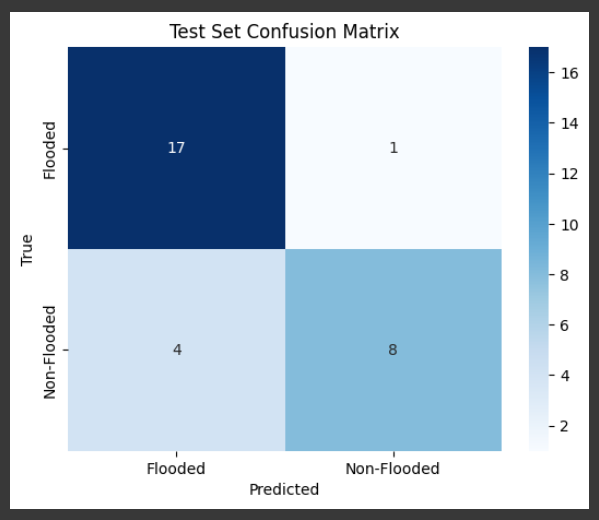 Test Set Confusion Matrix
True
Flooded
17
1
Non-Flooded
4
8
Flooded
Non-Flooded
Predicted
16
14
12
10
8
6
4
2